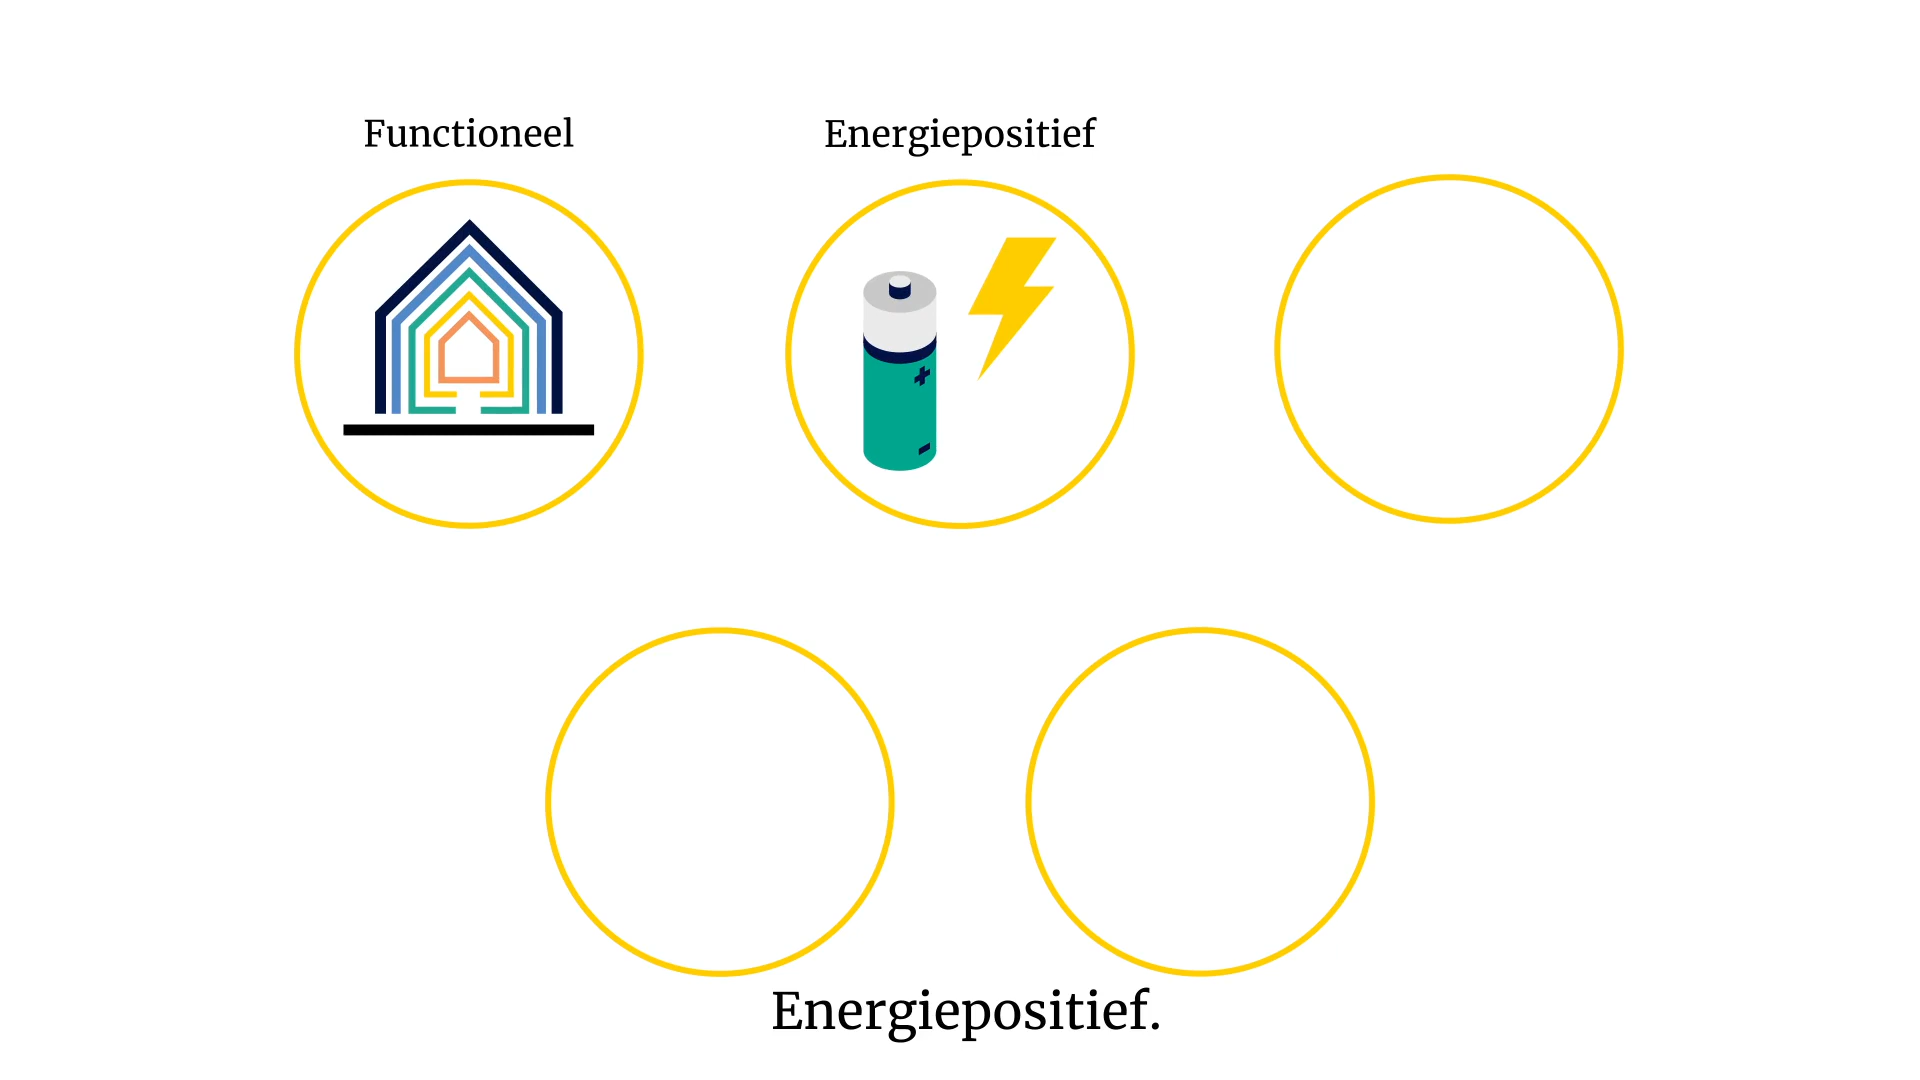 Functioneel
Energiepositief
+
-
Energiepositief.